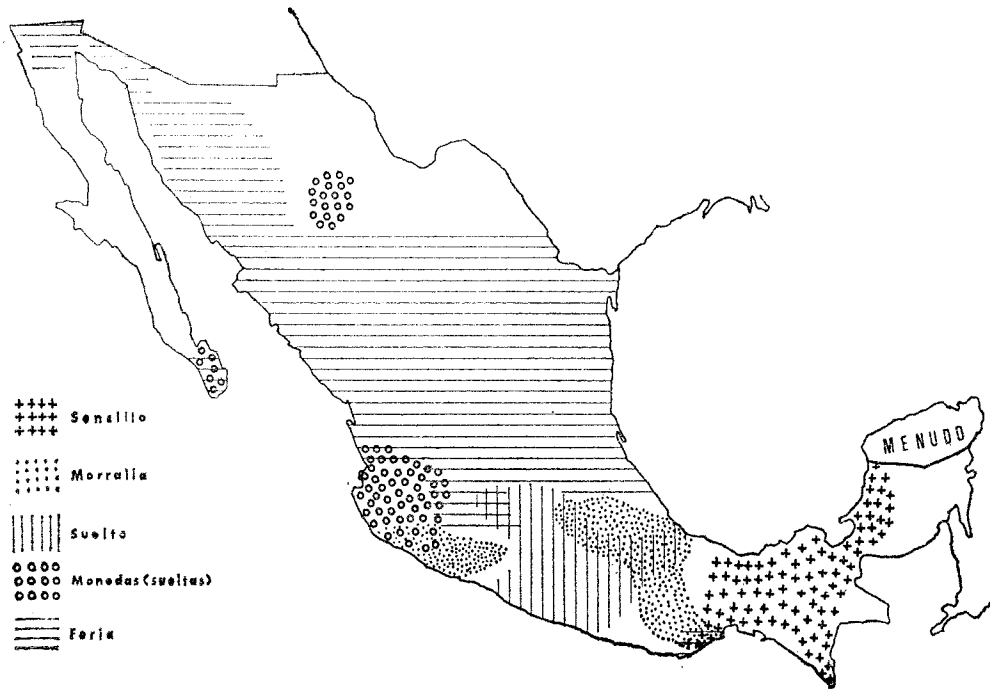 MENUDO
Sencillo
Morralla
Suelto
Monedas (sueltas)
Feria